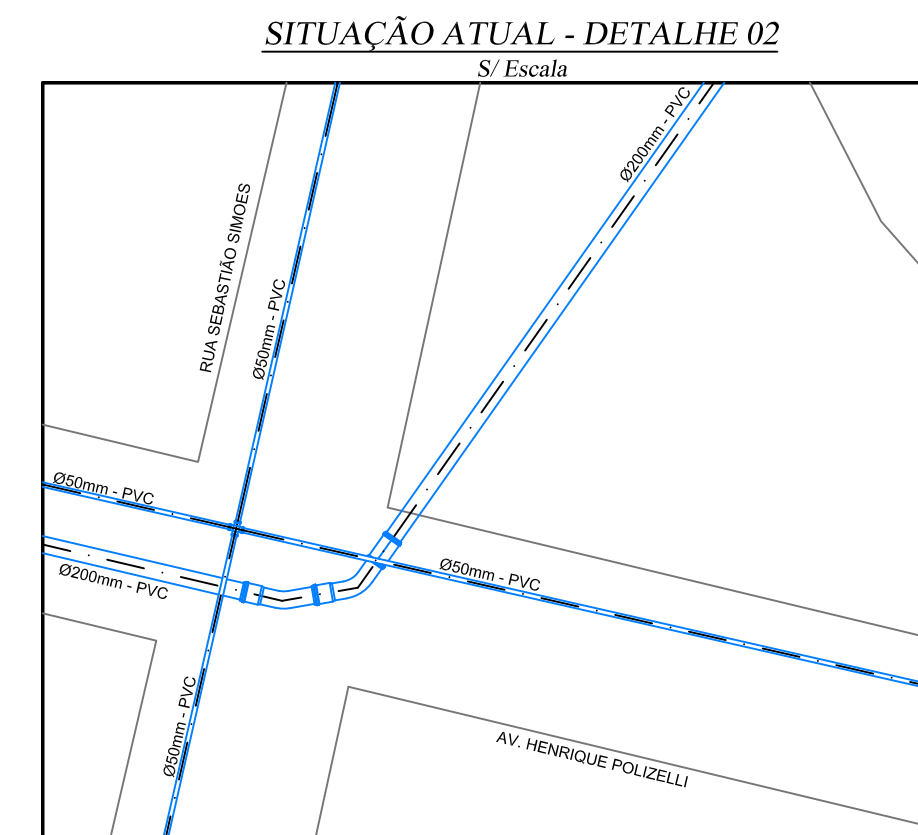 SITUAÇÃO ATUAL - DETALHE 02
S/ Escala
Ø200mm - PVC
RUA SEBASTIÃO SIMOES
Ø50mm - PVC
Ø50mm - PVC
Ø50mm - PVC
Ø200mm - PVC
Ø50mm - PVC
AV. HENRIQUE POLIZELLI